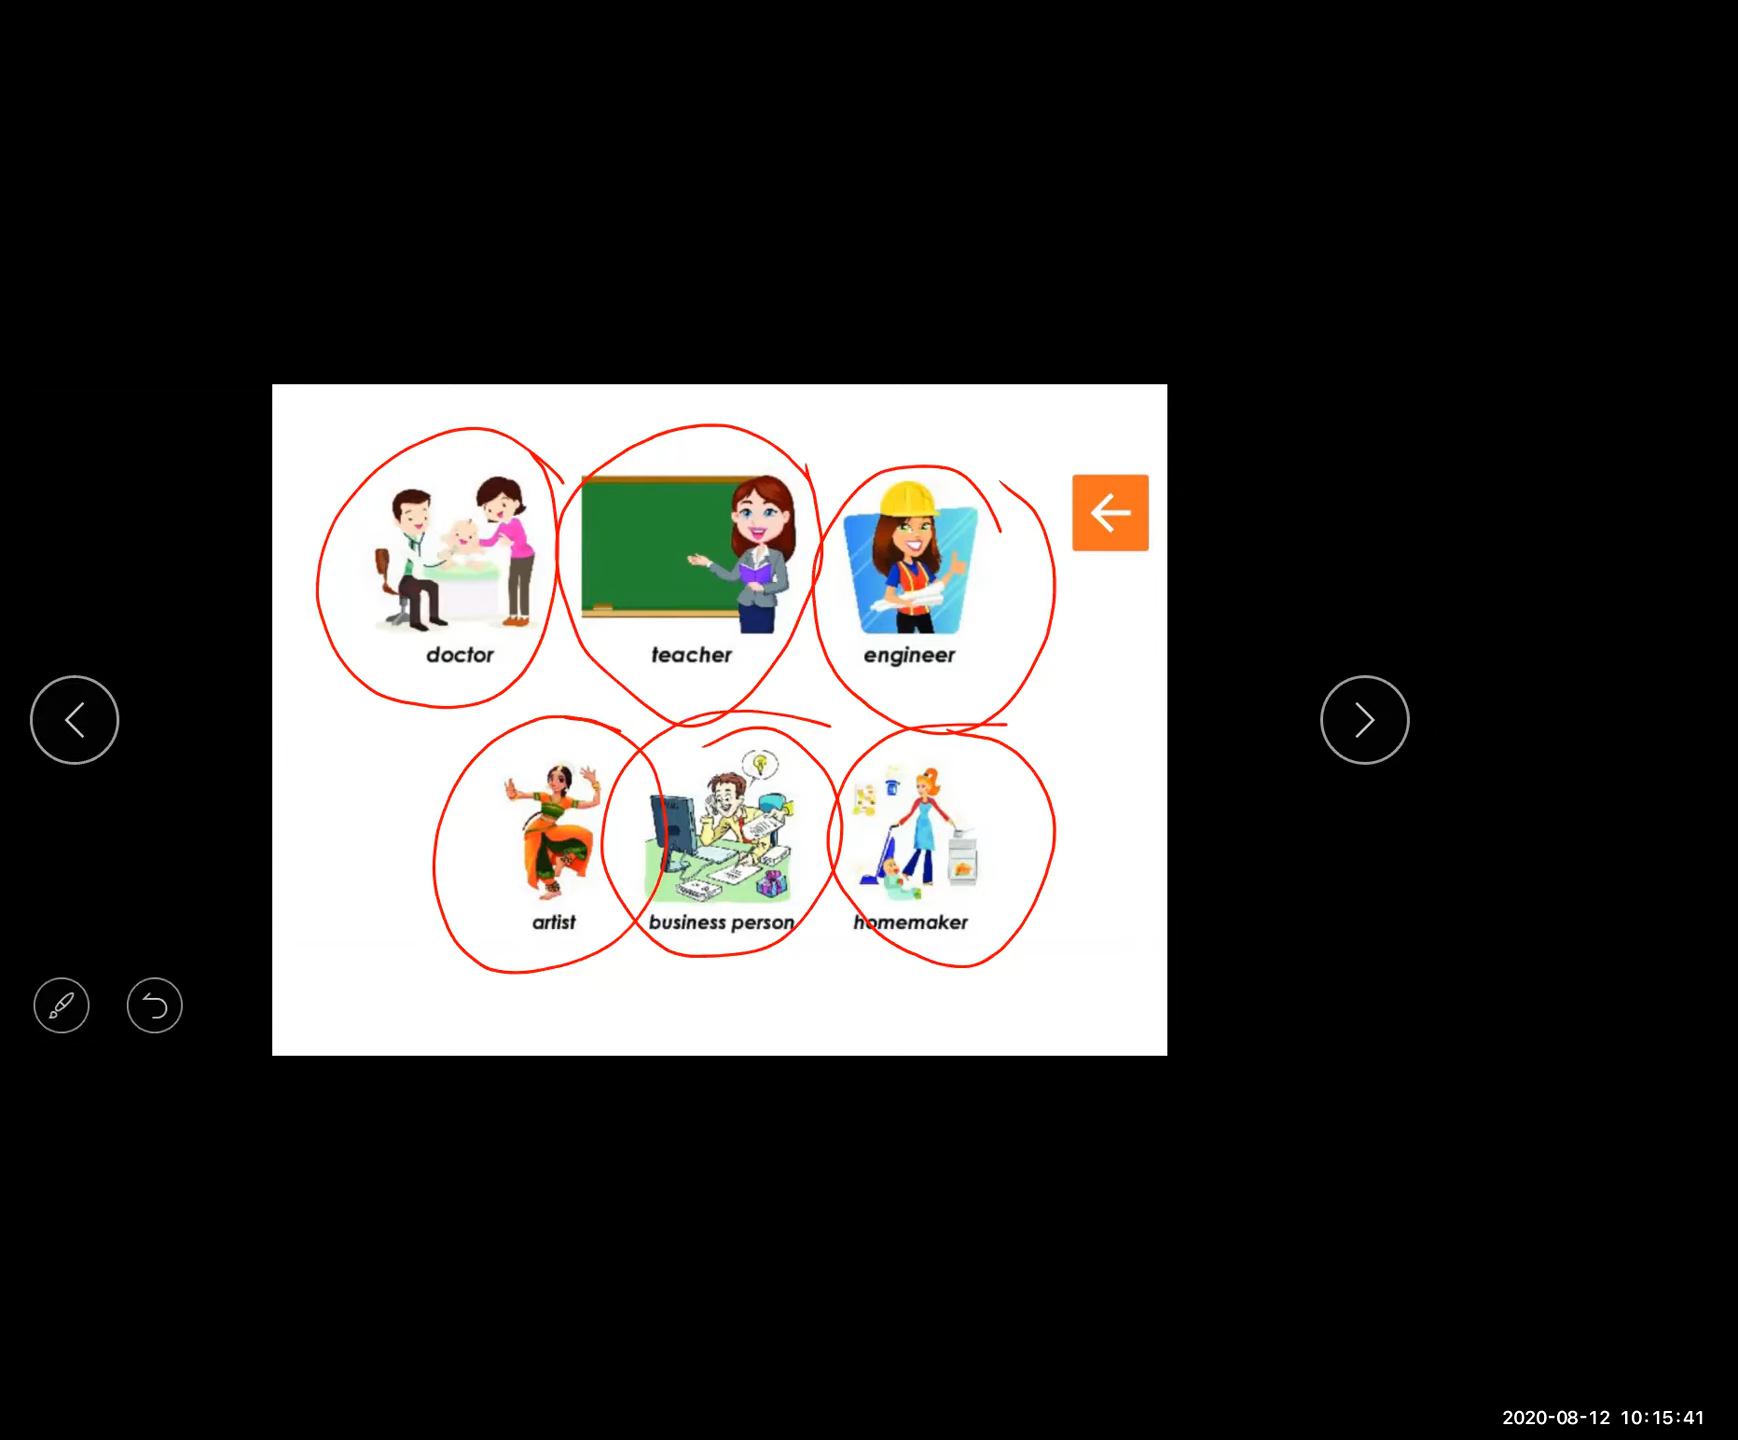 doctor teacher engineer
artist business person homemaker
2020-08-12 10:15:41